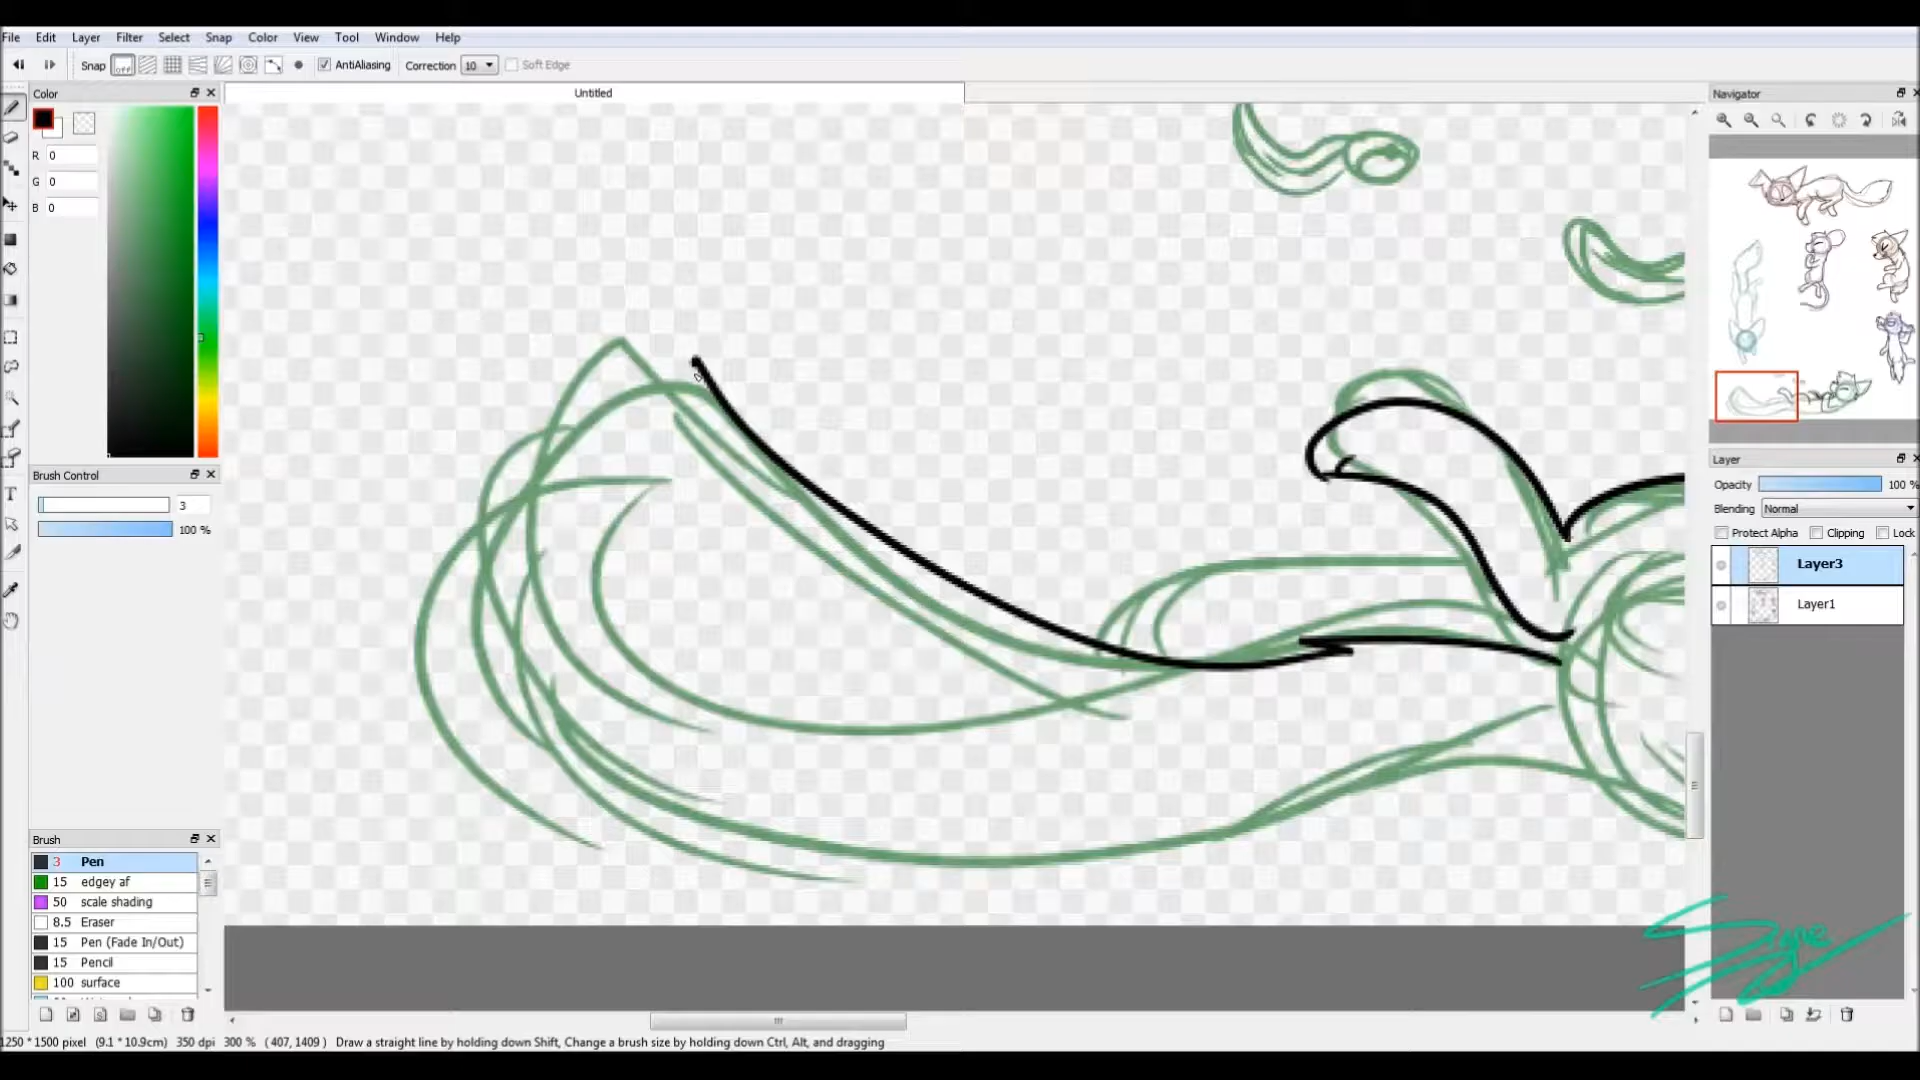 File Edit Layer Filter Select Snap Color View Tool Window Help
Snap off AntiAliasing Correction 10 Soft Edge
Color
Untitled
Navigator
R 0
G 0
B 0
Brush Control
3
100 %
Layer
Opacity 100 %
Blending Normal
Protect Alpha Clipping Lock
Layer3
Layer1
Brush
3 Pen
15 edgey af
50 scale shading
8.5 Eraser
15 Pen (Fade In/Out)
15 Pencil
100 surface
T
1250 * 1500 pixel (9.1 * 10.9cm) 350 dpi 300 % ( 407, 1409 ) Draw a straight line by holding down Shift, Change a brush size by holding down Ctrl, Alt, and dragging